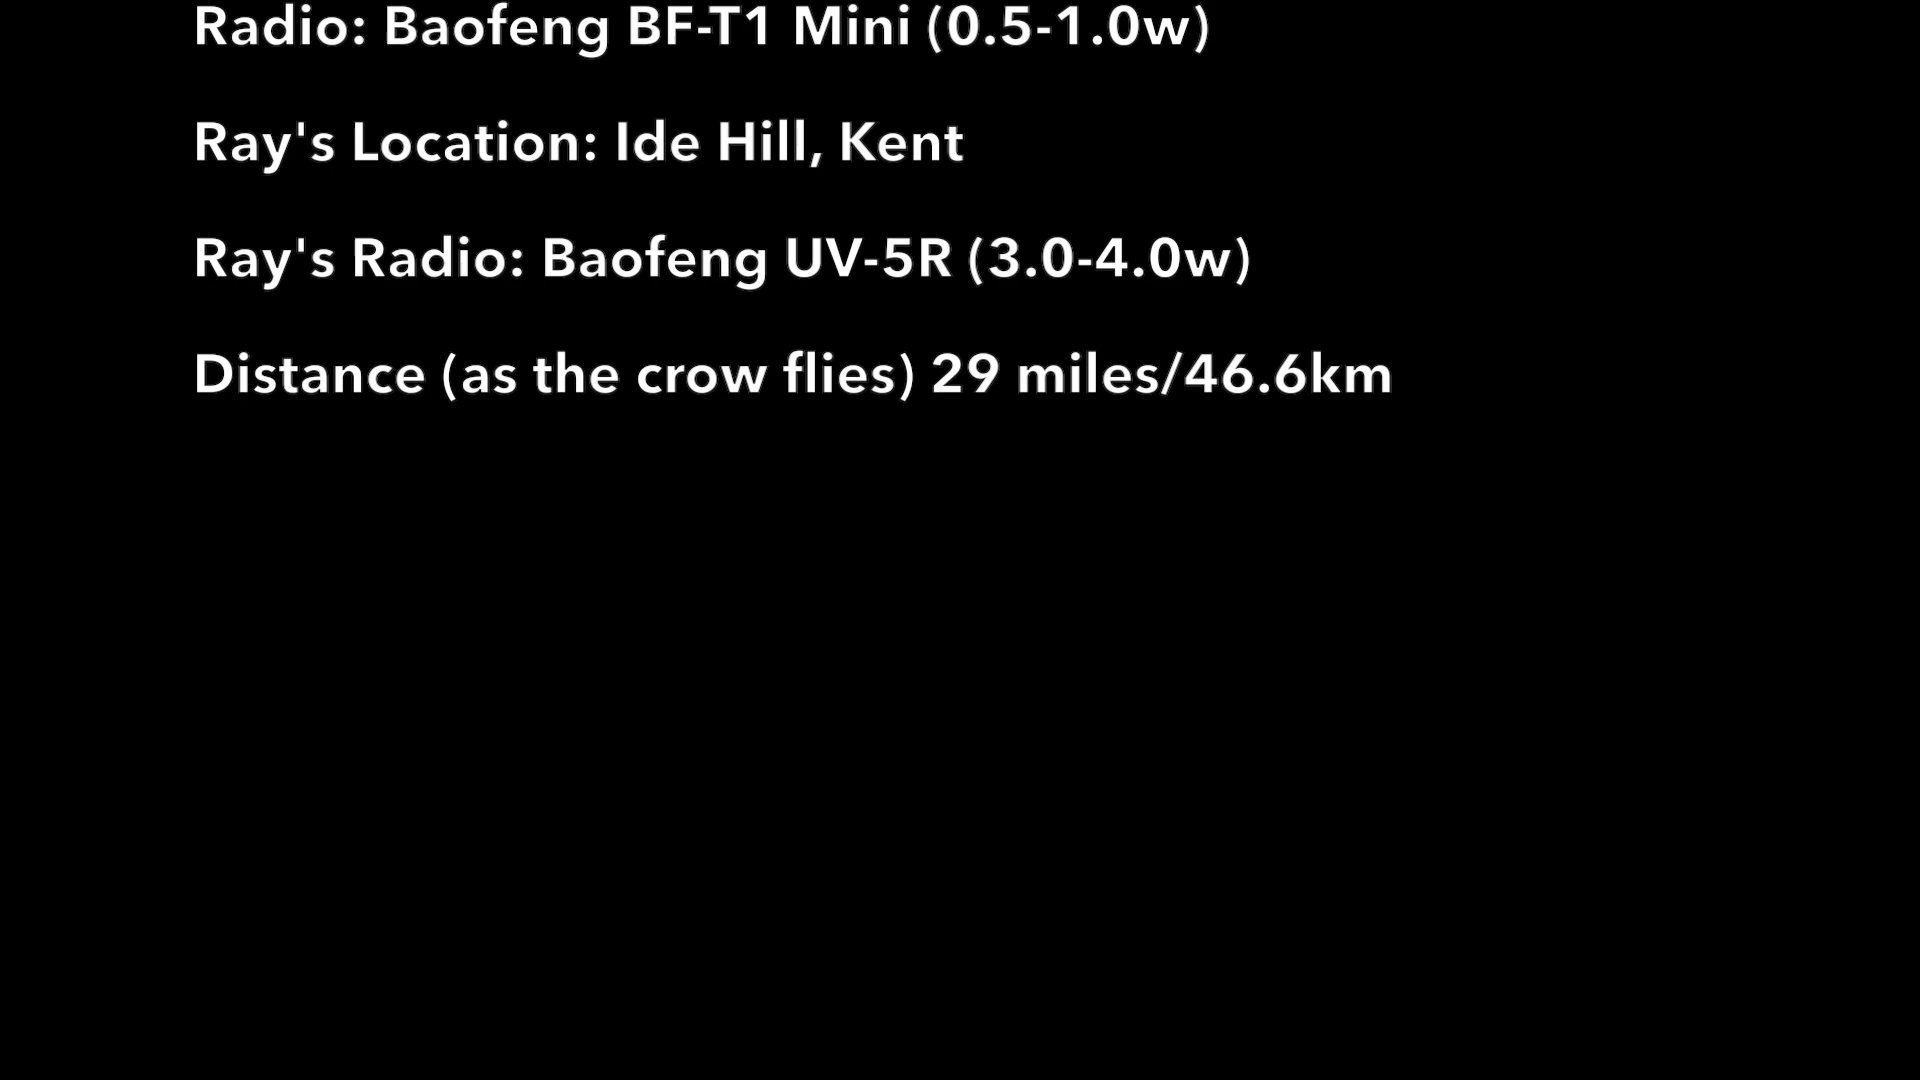 Radio: Baofeng BF-T1 Mini (0.5-1.0w)
Ray's Location: Ide Hill, Kent
Ray's Radio: Baofeng UV-5R (3.0-4.0w)
Distance (as the crow flies) 29 miles/46.6km